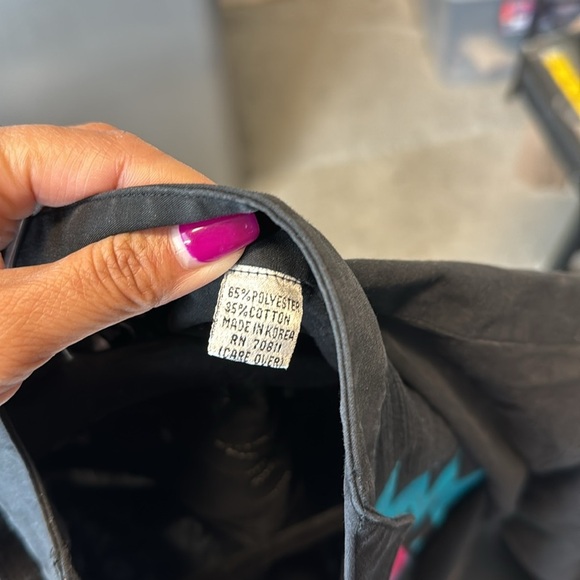 65% POLYESTER
35% COTTON
MADE IN KOREA
RN 70811
(CARE OVER)